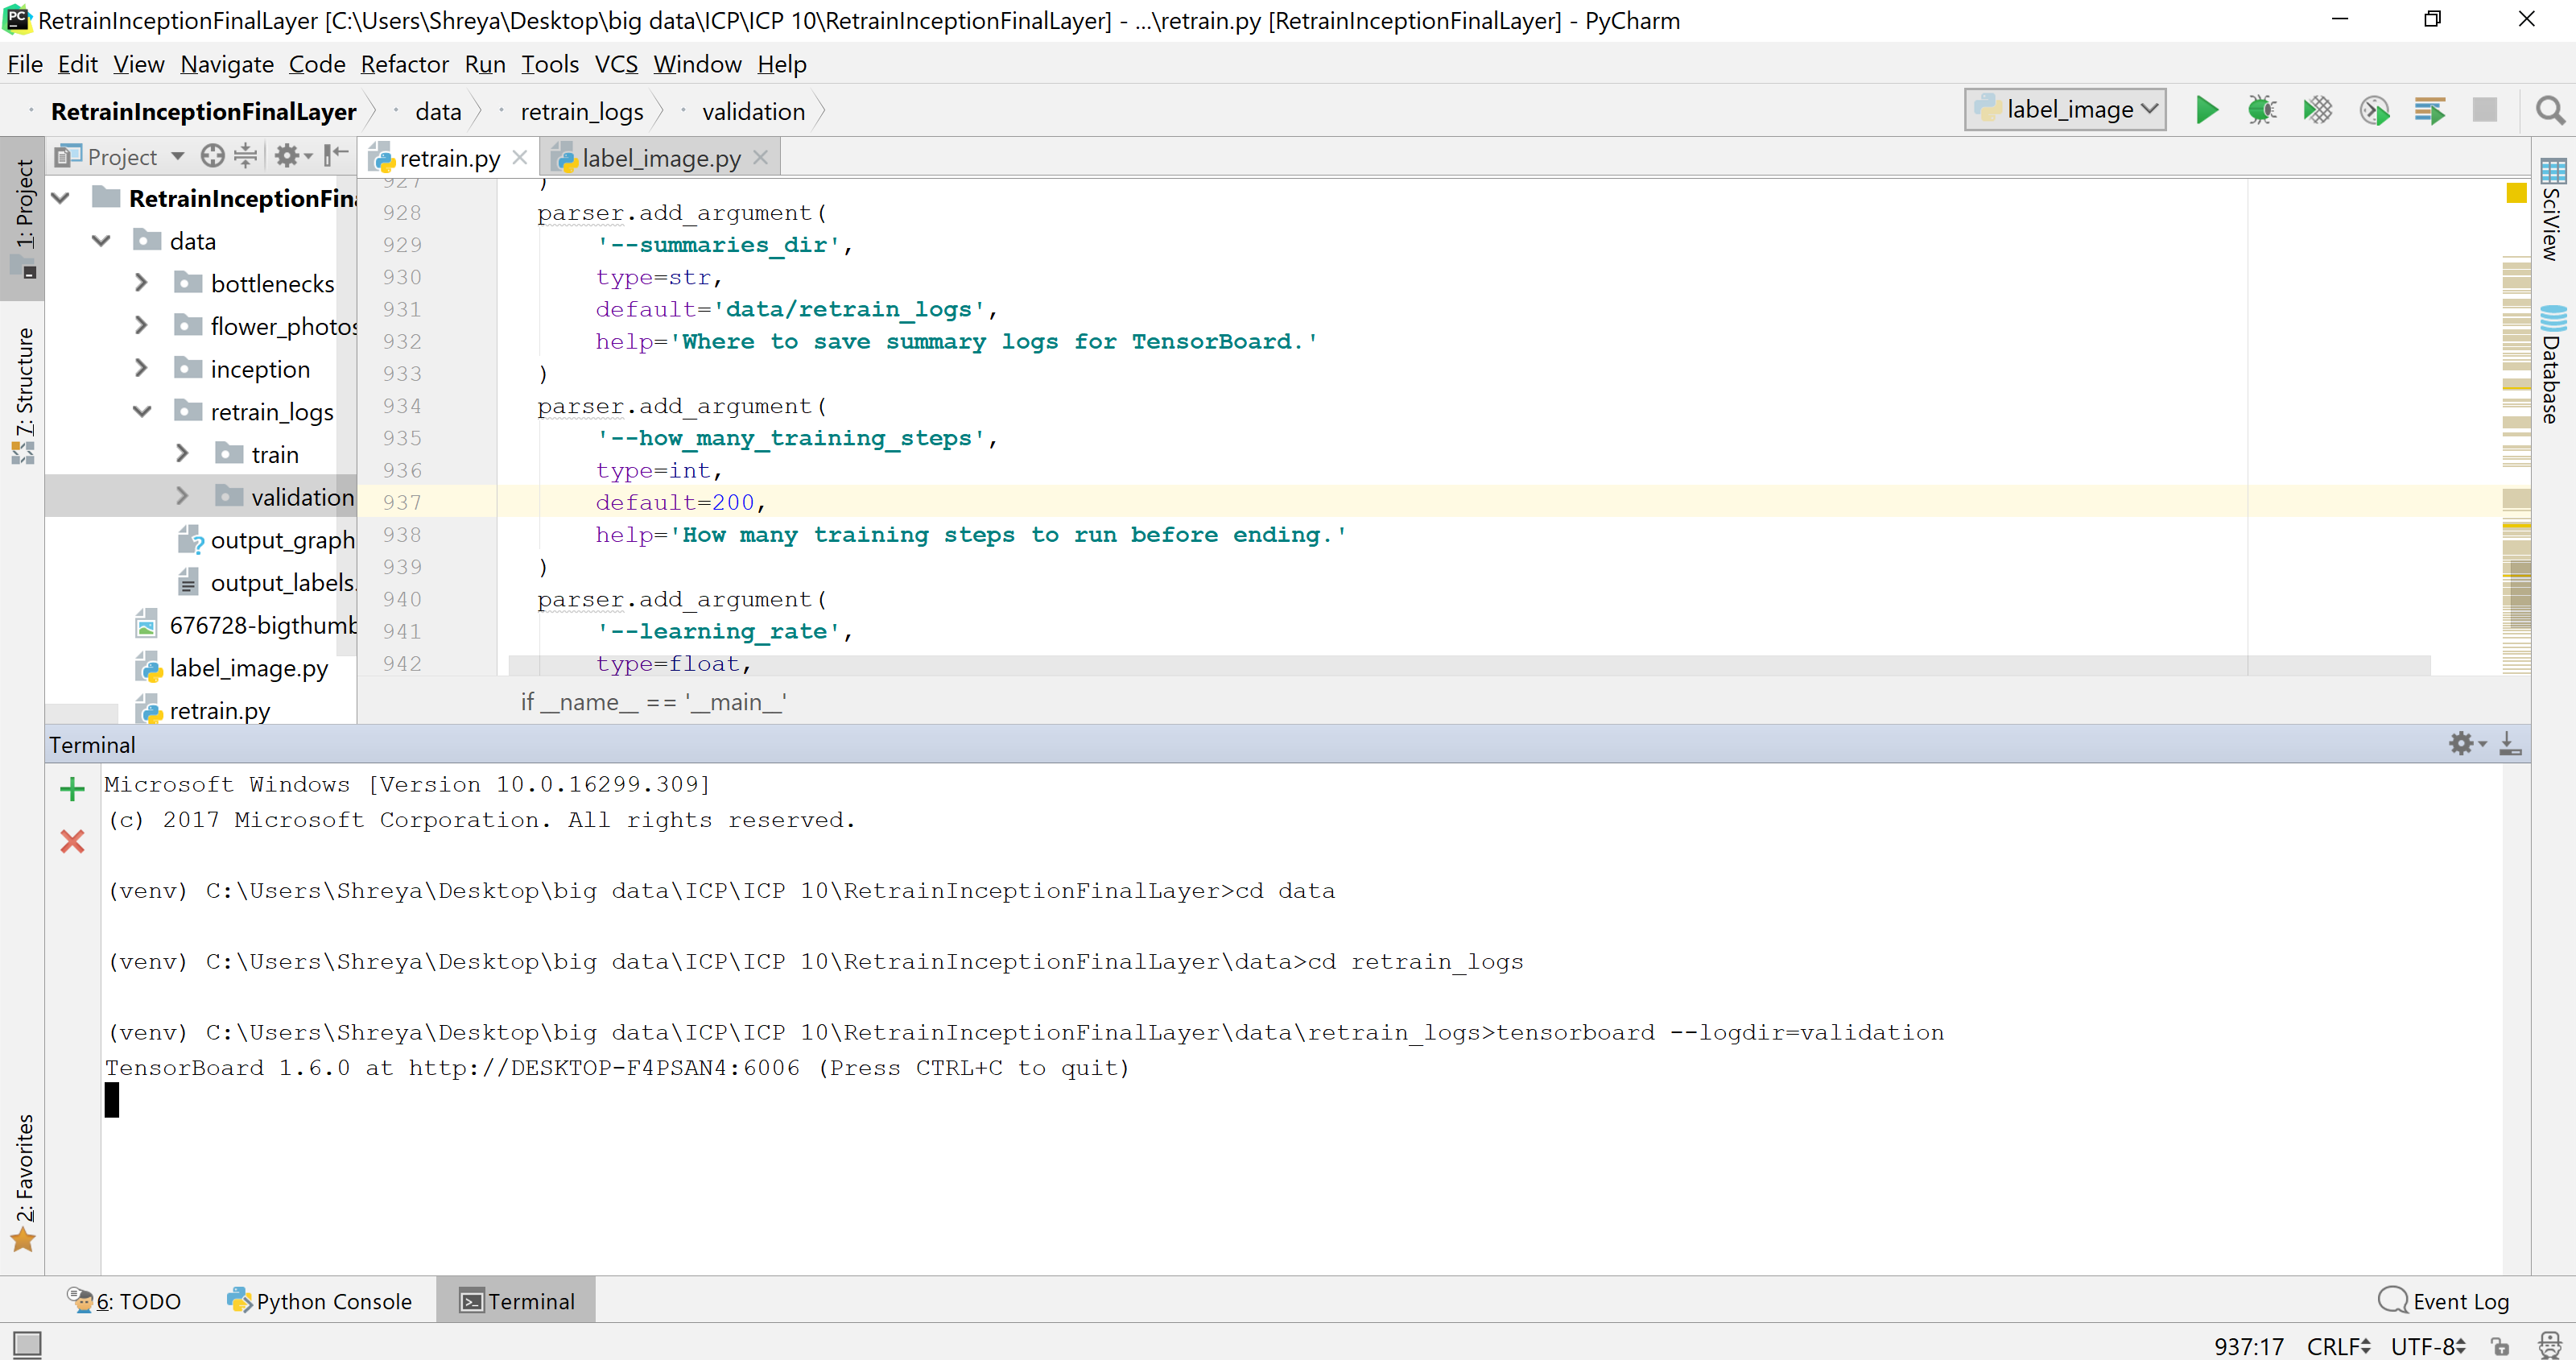 RetrainInceptionFinalLayer [C:\Users\Shreya\Desktop\big data\ICP\ICP 10\RetrainInceptionFinalLayer] - ...\retrain.py [RetrainInceptionFinalLayer] - PyCharm
File Edit View Navigate Code Refactor Run Tools VCS Window Help
RetrainInceptionFinalLayer data retrain_logs validation label_image
Project retrain.py label_image.py
1: Project
7: Structure
2: Favorites
SciView
Database
RetrainInceptionFin
data
bottlenecks
flower_photos
inception
retrain_logs
train
validation
output_graph
output_labels.
676728-bigthumb
label_image.py
retrain.py
927 )
928 parser.add_argument(
929 '--summaries_dir',
930 type=str,
931 default='data/retrain_logs',
932 help='Where to save summary logs for TensorBoard.'
933 )
934 parser.add_argument(
935 '--how_many_training_steps',
936 type=int,
937 default=200,
938 help='How many training steps to run before ending.'
939 )
940 parser.add_argument(
941 '--learning_rate',
942 type=float,
if __name__ == '__main__'
Terminal
Microsoft Windows [Version 10.0.16299.309]
(c) 2017 Microsoft Corporation. All rights reserved.
(venv) C:\Users\Shreya\Desktop\big data\ICP\ICP 10\RetrainInceptionFinalLayer>cd data
(venv) C:\Users\Shreya\Desktop\big data\ICP\ICP 10\RetrainInceptionFinalLayer\data>cd retrain_logs
(venv) C:\Users\Shreya\Desktop\big data\ICP\ICP 10\RetrainInceptionFinalLayer\data\retrain_logs>tensorboard --logdir=validation
TensorBoard 1.6.0 at http://DESKTOP-F4PSAN4:6006 (Press CTRL+C to quit)
6: TODO Python Console Terminal Event Log
937:17 CRLF UTF-8